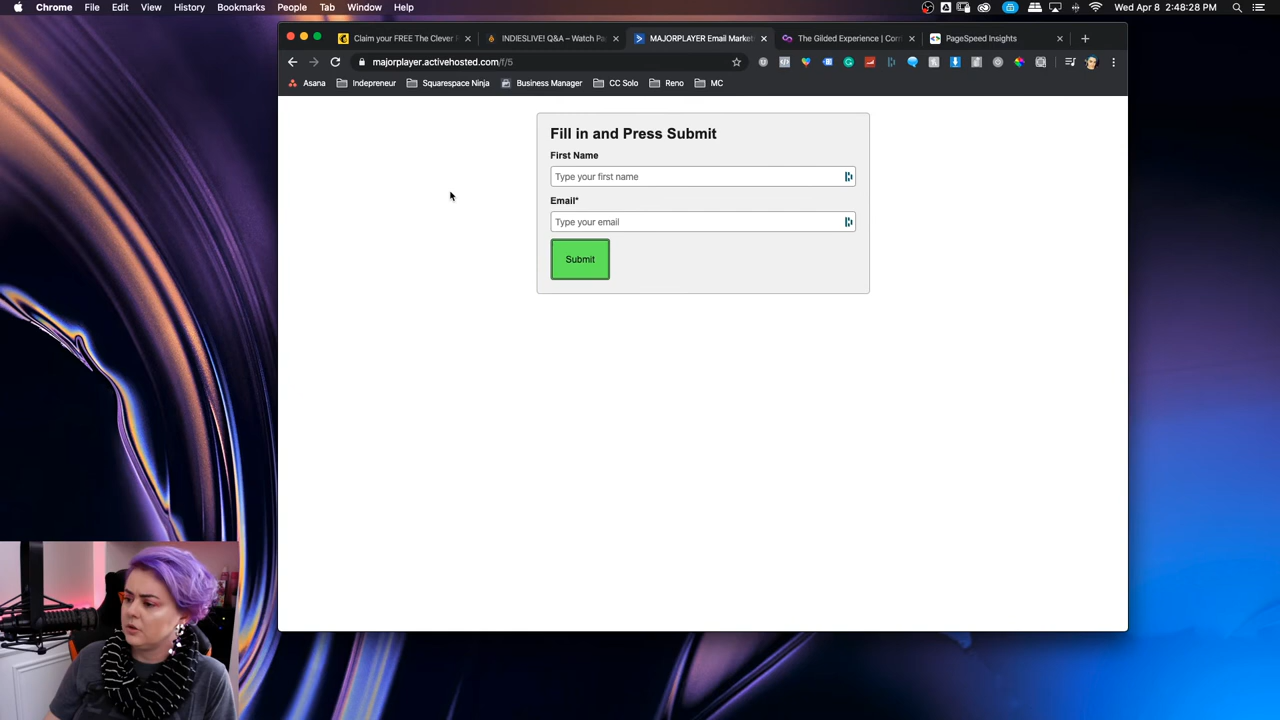 Chrome File Edit View History Bookmarks People Tab Window Help
Wed Apr 8 2:48:28 PM
Claim your FREE The Clever
INDIESLIVE! Q&A – Watch Pa
MAJORPLAYER Email Market
The Gilded Experience | Com
PageSpeed Insights
majorplayer.activehosted.com/f/5
Asana Indepreneur Squarespace Ninja Business Manager CC Solo Reno MC
Fill in and Press Submit
First Name
Type your first name
Email*
Type your email
Submit